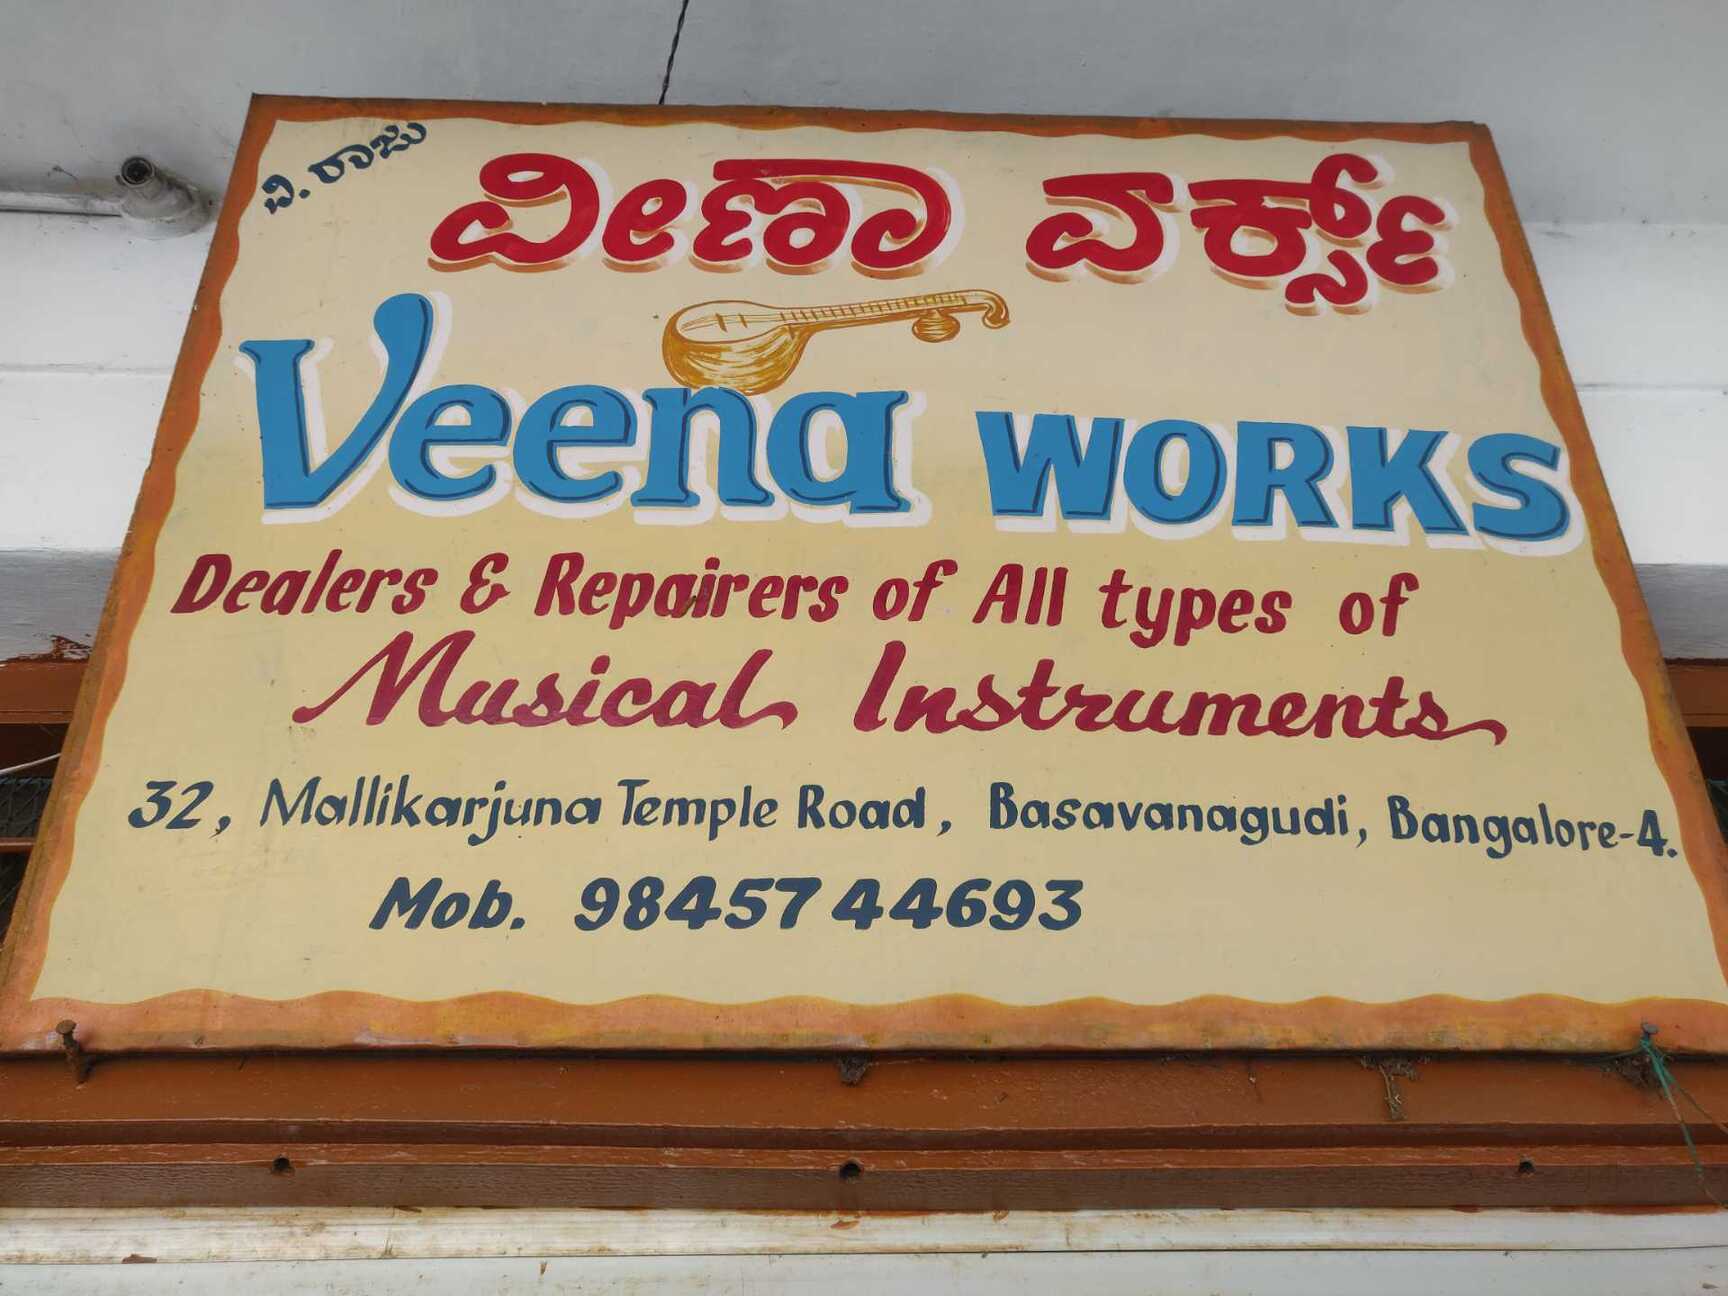 ವಿ. ರಾಜು
ವೀಣಾ ವರ್ಕ್ಸ್
Veena WORKS
Dealers & Repairers of All types of
Musical Instruments
32, Mallikarjuna Temple Road, Basavanagudi, Bangalore-4.
Mob. 9845744693